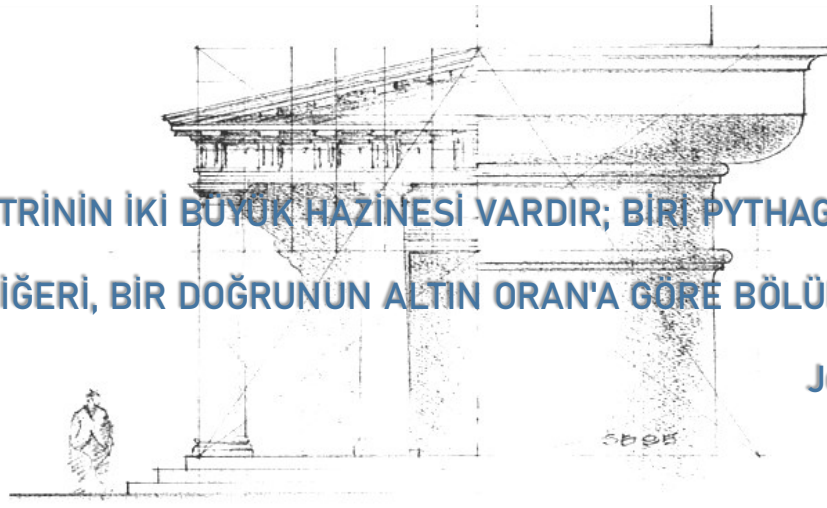 TRİNİN İKİ BÜYÜK HAZİNESİ VARDIR; BİRİ PYTHAG
İĞERİ, BİR DOĞRUNUN ALTIN ORAN'A GÖRE BÖLÜ